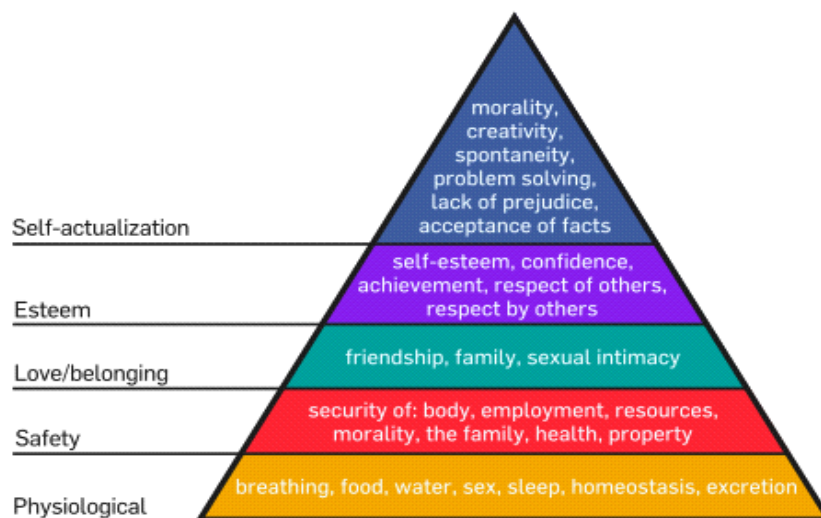 morality,
creativity,
spontaneity,
problem solving,
lack of prejudice,
acceptance of facts
Self-actualization
self-esteem, confidence,
achievement, respect of others,
respect by others
Esteem
friendship, family, sexual intimacy
Love/belonging
security of: body, employment, resources,
morality, the family, health, property
Safety
breathing, food, water, sex, sleep, homeostasis, excretion
Physiological